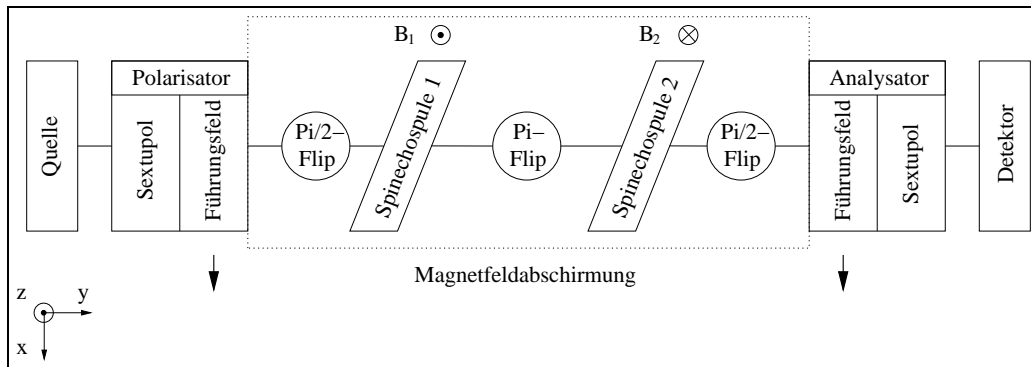 B₁
B₂
Quelle
Polarisator
Sextupol
Führungsfeld
Pi/2–
Flip
Spinechospule 1
Pi–
Flip
Spinechospule 2
Pi/2–
Flip
Analysator
Führungsfeld
Sextupol
Detektor
Magnetfeldabschirmung
z
y
x